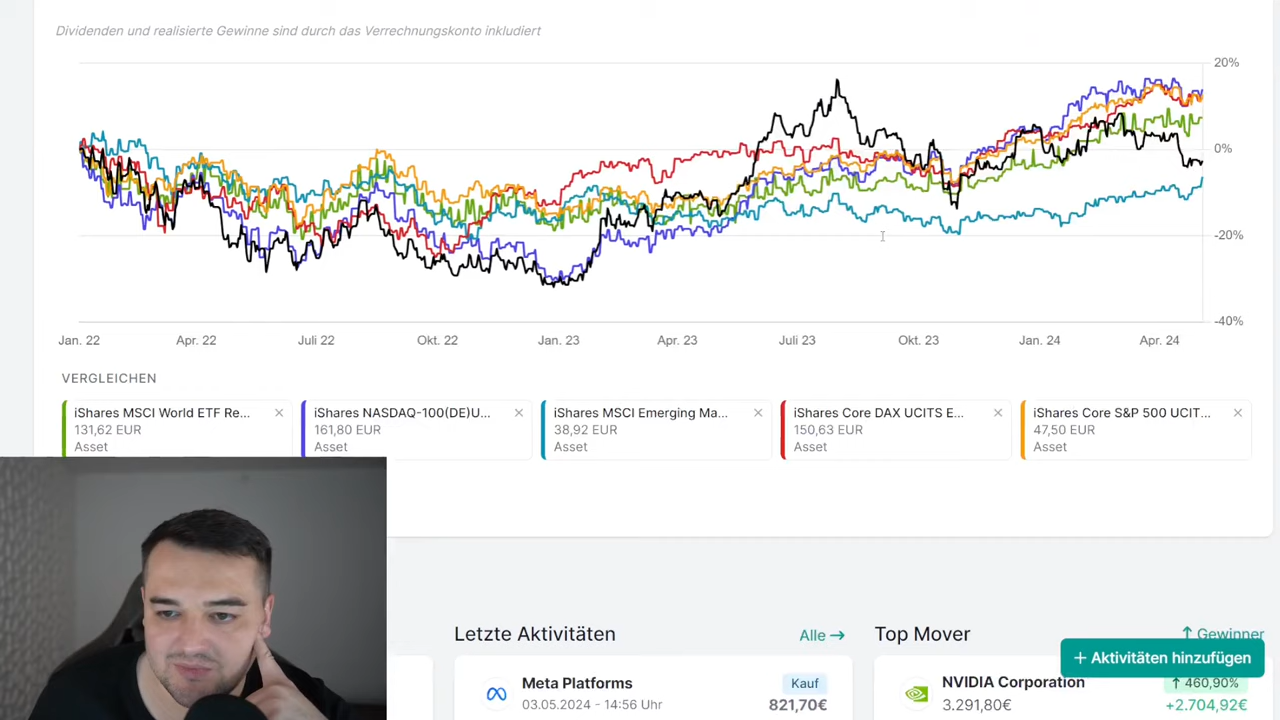 Dividenden und realisierte Gewinne sind durch das Verrechnungskonto inkludiert
20%
0%
-20%
-40%
Jan. 22 Apr. 22 Juli 22 Okt. 22 Jan. 23 Apr. 23 Juli 23 Okt. 23 Jan. 24 Apr. 24
VERGLEICHEN
iShares MSCI World ETF Re...
131,62 EUR
Asset
iShares NASDAQ-100(DE)U...
161,80 EUR
Asset
iShares MSCI Emerging Ma...
38,92 EUR
Asset
iShares Core DAX UCITS E...
150,63 EUR
Asset
iShares Core S&P 500 UCIT...
47,50 EUR
Asset
Letzte Aktivitäten
Alle →
Meta Platforms
Kauf
03.05.2024 - 14:56 Uhr
821,70€
Top Mover
↑ Gewinner
+ Aktivitäten hinzufügen
NVIDIA Corporation
↑ 460,90%
3.291,80€
+2.704,92€